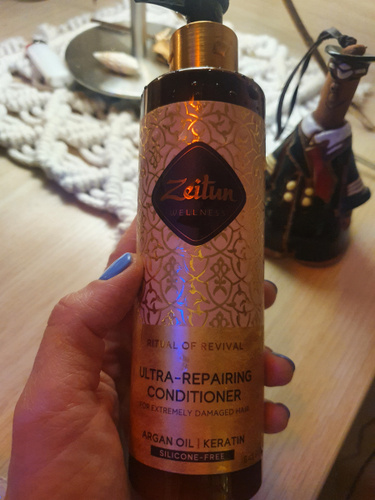 Zeitun
WELLNESS
RITUAL OF REVIVAL
ULTRA-REPAIRING
CONDITIONER
FOR EXTREMELY DAMAGED HAIR
ARGAN OIL | KERATIN
SILICONE-FREE